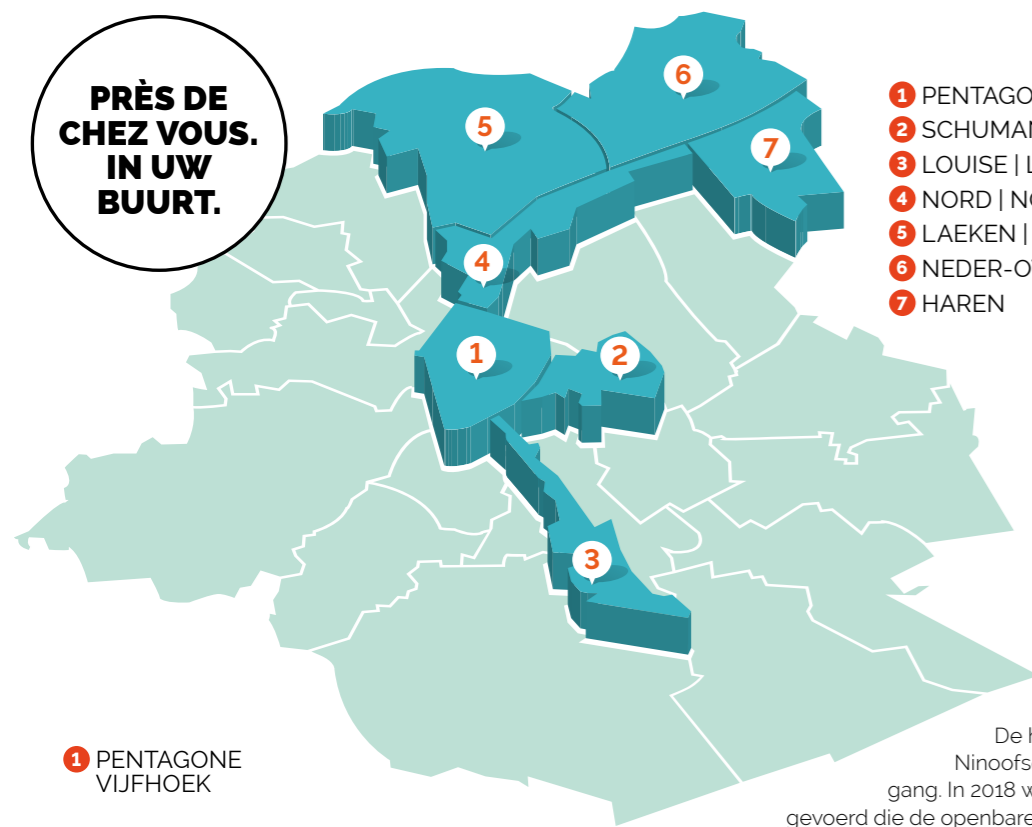 PRÈS DE
CHEZ VOUS.
IN UW
BUURT.
6
5
7
4
1
2
3
1 PENTAGO
2 SCHUMAN
3 LOUISE | L
4 NORD | NO
5 LAEKEN |
6 NEDER-O
7 HAREN
1 PENTAGONE
VIJFHOEK
De h
Ninoofs
gang. In 2018 w
gevoerd die de openbare